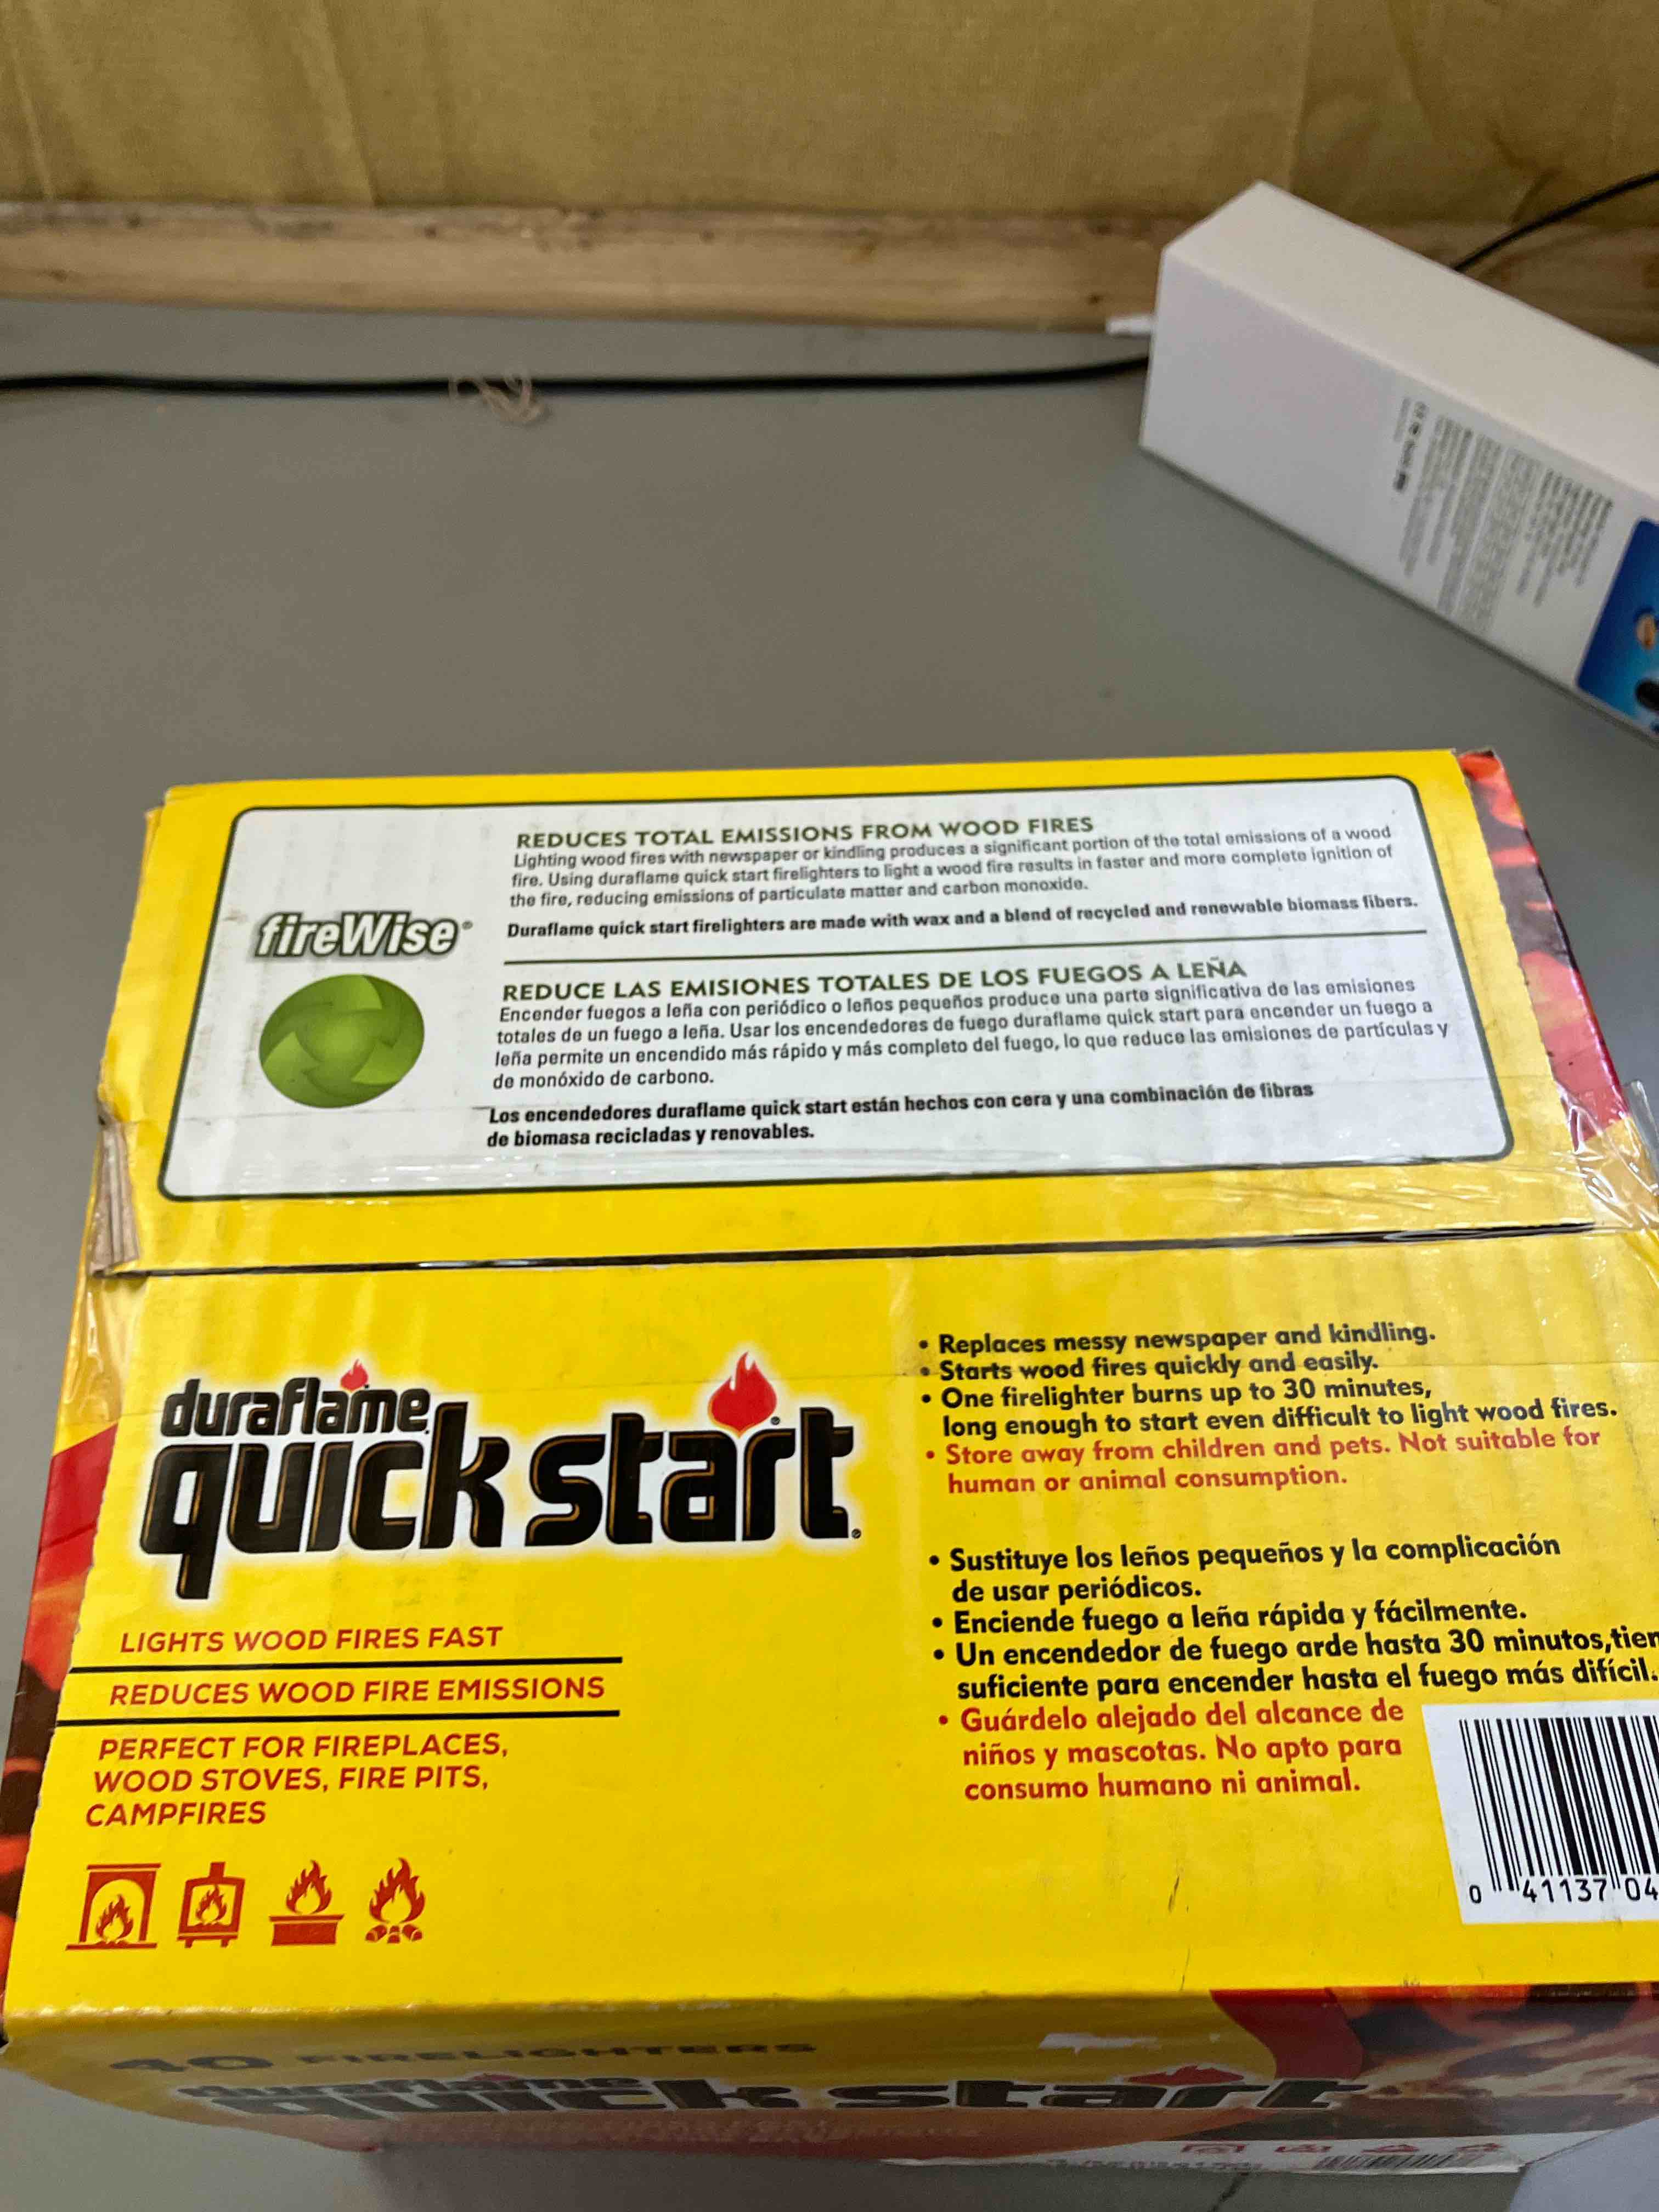 fireWise®
REDUCES TOTAL EMISSIONS FROM WOOD FIRES
Lighting wood fires with newspaper or kindling produces a significant portion of the total emissions of a wood
fire. Using duraflame quick start firelighters to light a wood fire results in faster and more complete ignition of
the fire, reducing emissions of particulate matter and carbon monoxide.
Duraflame quick start firelighters are made with wax and a blend of recycled and renewable biomass fibers.
REDUCE LAS EMISIONES TOTALES DE LOS FUEGOS A LEÑA
Encender fuegos a leña con periódico o leños pequeños produce una parte significativa de las emisiones
totales de un fuego a leña. Usar los encendedores de fuego duraflame quick start para encender un fuego a
leña permite un encendido más rápido y más completo del fuego, lo que reduce las emisiones de partículas y
de monóxido de carbono.
Los encendedores duraflame quick start están hechos con cera y una combinación de fibras
de biomasa recicladas y renovables.
duraflame
quick start®
LIGHTS WOOD FIRES FAST
REDUCES WOOD FIRE EMISSIONS
PERFECT FOR FIREPLACES,
WOOD STOVES, FIRE PITS,
CAMPFIRES
• Replaces messy newspaper and kindling.
• Starts wood fires quickly and easily.
• One firelighter burns up to 30 minutes,
long enough to start even difficult to light wood fires.
• Store away from children and pets. Not suitable for
human or animal consumption.
• Sustituye los leños pequeños y la complicación
de usar periódicos.
• Enciende fuego a leña rápida y fácilmente.
• Un encendedor de fuego arde hasta 30 minutos,tiem
suficiente para encender hasta el fuego más difícil.
• Guárdelo alejado del alcance de
niños y mascotas. No apto para
consumo humano ni animal.
0 41137 04
40 FIRELIGHTERS
duraflame
quick start